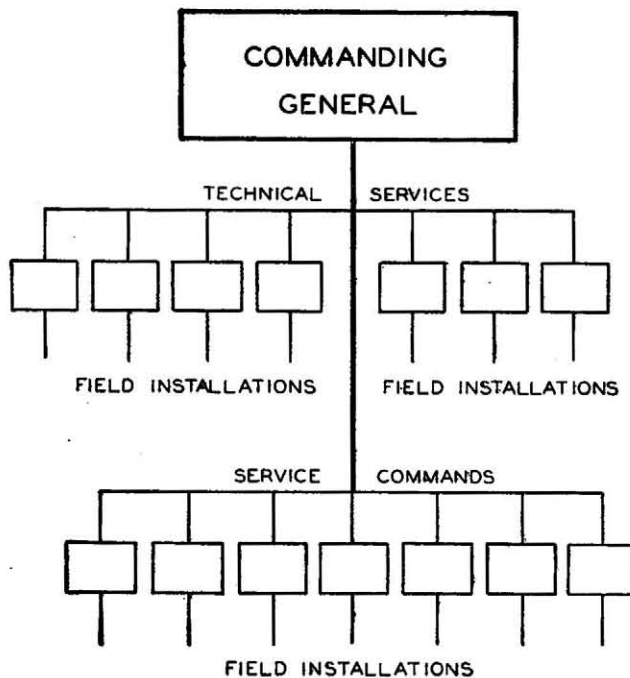 COMMANDING
GENERAL
TECHNICAL SERVICES
FIELD INSTALLATIONS
FIELD INSTALLATIONS
SERVICE COMMANDS
FIELD INSTALLATIONS